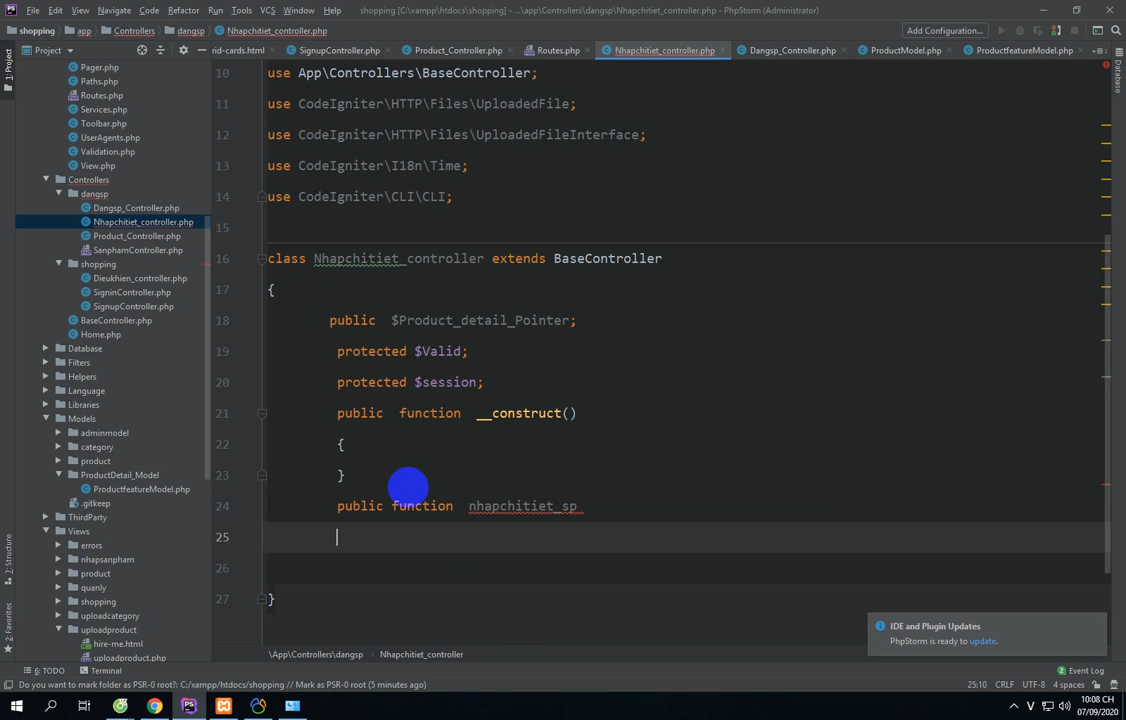 File Edit View Navigate Code Refactor Run Tools VCS Window Help shopping [C:\xampp\htdocs\shopping] - ...\app\Controllers\dangsp\Nhapchitiet_controller.php - PhpStorm (Administrator)
shopping app Controllers dangsp Nhapchitiet_controller.php Add Configuration...
Project rid-cards.html SignupController.php Product_Controller.php Routes.php Nhapchitiet_controller.php Dangsp_Controller.php ProductModel.php ProductfeatureModel.php
1: Project
Database
Pager.php
Paths.php
Routes.php
Services.php
Toolbar.php
UserAgents.php
Validation.php
View.php
Controllers
dangsp
Dangsp_Controller.php
Nhapchitiet_controller.php
Product_Controller.php
SanphamController.php
shopping
Dieukhien_controller.php
SigninController.php
SignupController.php
BaseController.php
Home.php
Database
Filters
Helpers
Language
Libraries
Models
adminmodel
category
product
ProductDetail_Model
ProductfeatureModel.php
.gitkeep
ThirdParty
Views
errors
nhapsanpham
product
quanly
shopping
uploadcategory
uploadproduct
hire-me.html
uploadproduct.php
7: Structure
2: Favorites
10 use App\Controllers\BaseController;
11 use CodeIgniter\HTTP\Files\UploadedFile;
12 use CodeIgniter\HTTP\Files\UploadedFileInterface;
13 use CodeIgniter\I18n\Time;
14 use CodeIgniter\CLI\CLI;
15
16 class Nhapchitiet_controller extends BaseController
17 {
18 public $Product_detail_Pointer;
19 protected $Valid;
20 protected $session;
21 public function __construct()
22 {
23 }
24 public function nhapchitiet_sp
25
26
27 }
IDE and Plugin Updates
PhpStorm is ready to update.
\App\Controllers\dangsp Nhapchitiet_controller
6: TODO Terminal 2 Event Log
Do you want to mark folder as PSR-0 root?: C:/xampp/htdocs/shopping // Mark as PSR-0 root (5 minutes ago) 25:10 CRLF UTF-8 4 spaces
V 10:08 CH
07/09/2020